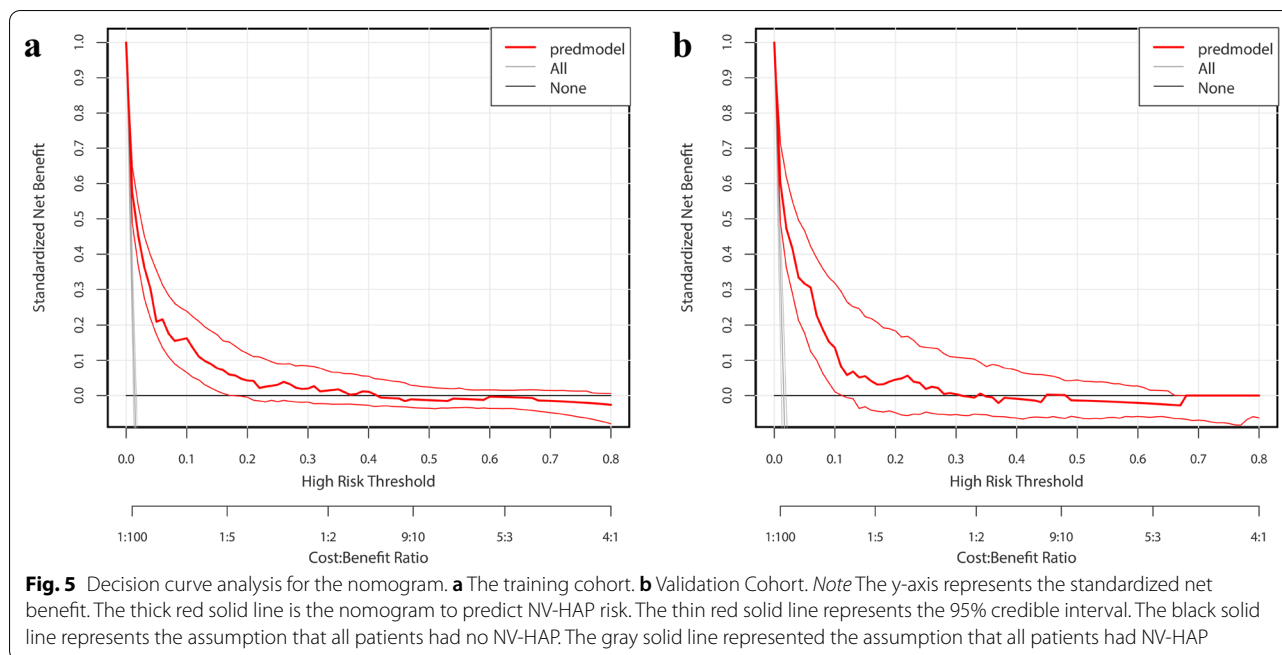 a
predmodel
All
None
Standardized Net Benefit
1.0
0.9
0.8
0.7
0.6
0.5
0.4
0.3
0.2
0.1
0.0
0.0 0.1 0.2 0.3 0.4 0.5 0.6 0.7 0.8
High Risk Threshold
1:100 1:5 1:2 9:10 5:3 4:1
Cost:Benefit Ratio
b
predmodel
All
None
Standardized Net Benefit
1.0
0.9
0.8
0.7
0.6
0.5
0.4
0.3
0.2
0.1
0.0
0.0 0.1 0.2 0.3 0.4 0.5 0.6 0.7 0.8
High Risk Threshold
1:100 1:5 1:2 9:10 5:3 4:1
Cost:Benefit Ratio
Fig. 5 Decision curve analysis for the nomogram. a The training cohort. b Validation Cohort. Note The y-axis represents the standardized net
benefit. The thick red solid line is the nomogram to predict NV-HAP risk. The thin red solid line represents the 95% credible interval. The black solid
line represents the assumption that all patients had no NV-HAP. The gray solid line represented the assumption that all patients had NV-HAP